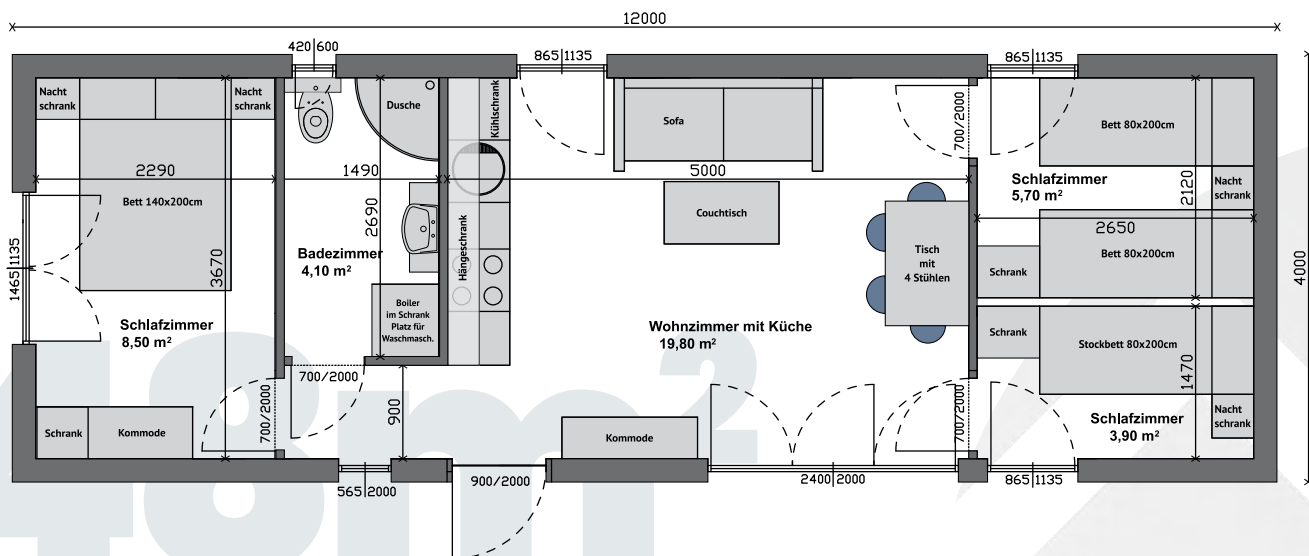 12000
420|600
865|1135
865|1135
Nacht
schrank
Nacht
schrank
Dusche
Kühlschrank
Sofa
700/2000
Bett 80x200cm
2290
1490
5000
Schlafzimmer
5,70 m²
Nacht
schrank
2120
Bett 140x200cm
2690
Couchtisch
2650
1465|1135
3670
Badezimmer
4,10 m²
Hängeschrank
Tisch
mit
4 Stühlen
Bett 80x200cm
Schrank
4000
Boiler
im Schrank
Platz für
Waschmasch.
Schlafzimmer
8,50 m²
Wohnzimmer mit Küche
19,80 m²
Schrank
Stockbett 80x200cm
1470
700/2000
700/2000
900
700/2000
Schlafzimmer
3,90 m²
Nacht
schrank
Schrank
Kommode
Kommode
48m²
565|2000
900/2000
2400|2000
865|1135